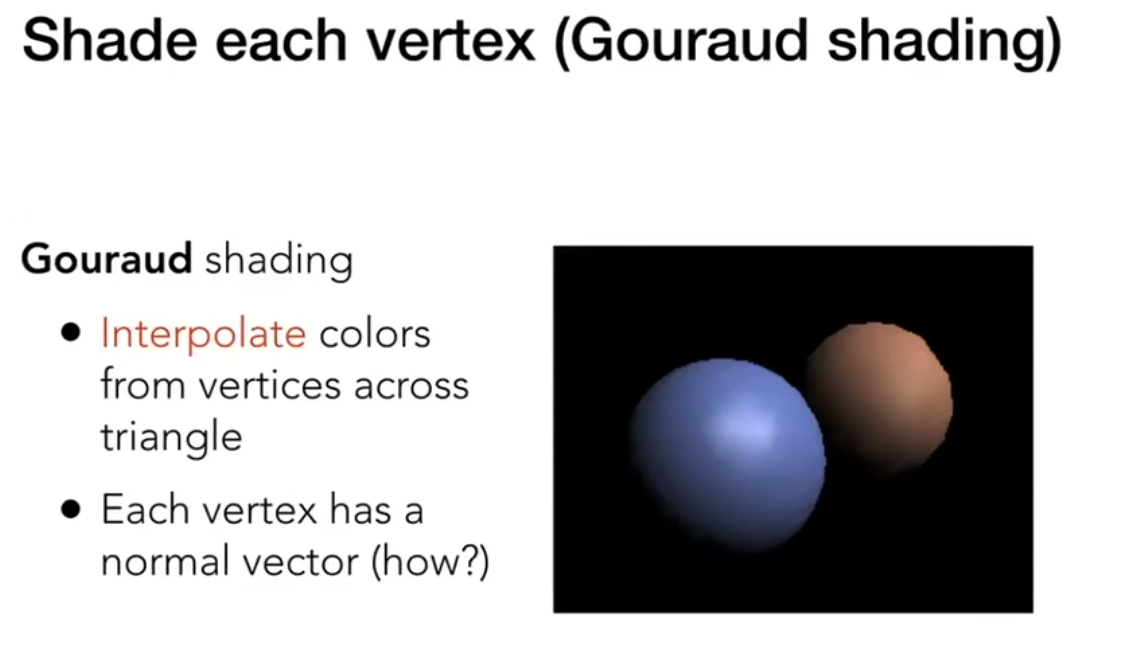 Shade each vertex (Gouraud shading)
Gouraud shading
● Interpolate colors
from vertices across
triangle
● Each vertex has a
normal vector (how?)